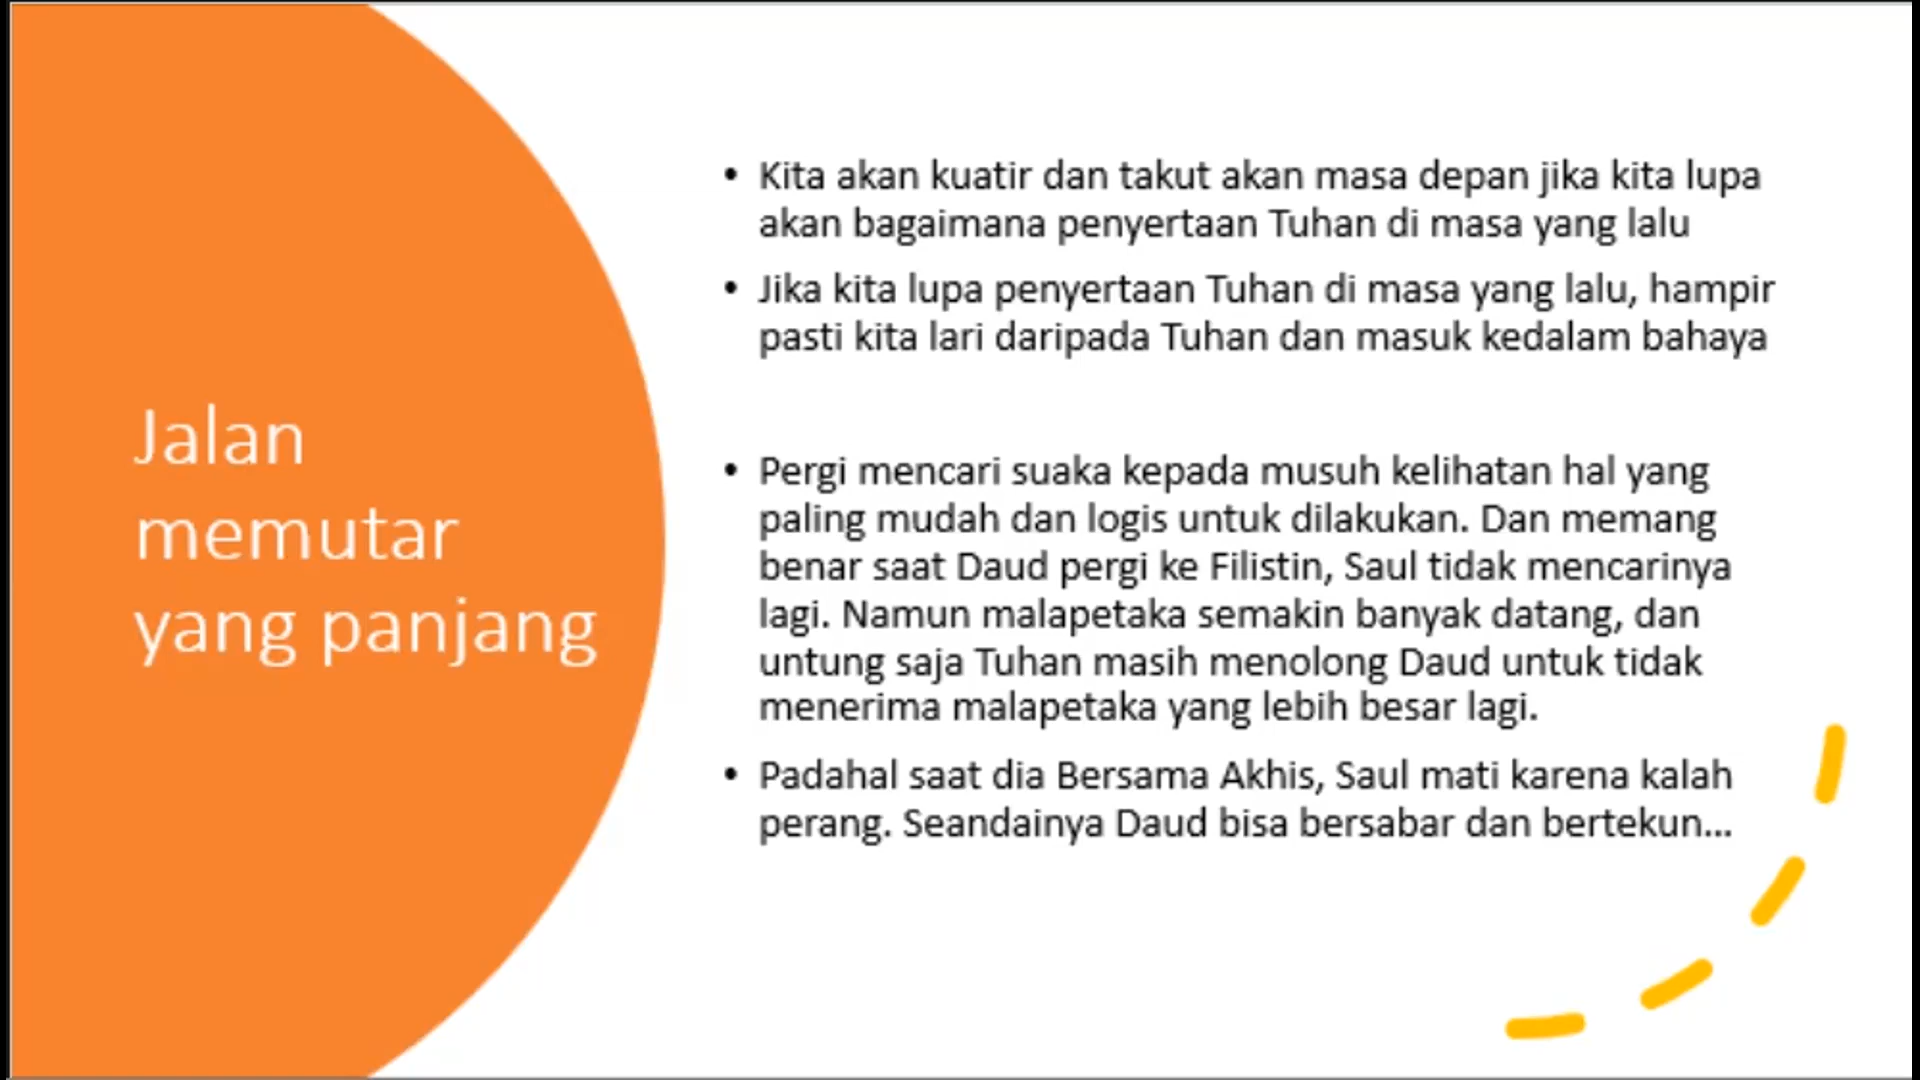 Jalan
memutar
yang panjang
• Kita akan kuatir dan takut akan masa depan jika kita lupa
akan bagaimana penyertaan Tuhan di masa yang lalu
• Jika kita lupa penyertaan Tuhan di masa yang lalu, hampir
pasti kita lari daripada Tuhan dan masuk kedalam bahaya
• Pergi mencari suaka kepada musuh kelihatan hal yang
paling mudah dan logis untuk dilakukan. Dan memang
benar saat Daud pergi ke Filistin, Saul tidak mencarinya
lagi. Namun malapetaka semakin banyak datang, dan
untung saja Tuhan masih menolong Daud untuk tidak
menerima malapetaka yang lebih besar lagi.
• Padahal saat dia Bersama Akhis, Saul mati karena kalah
perang. Seandainya Daud bisa bersabar dan bertekun...